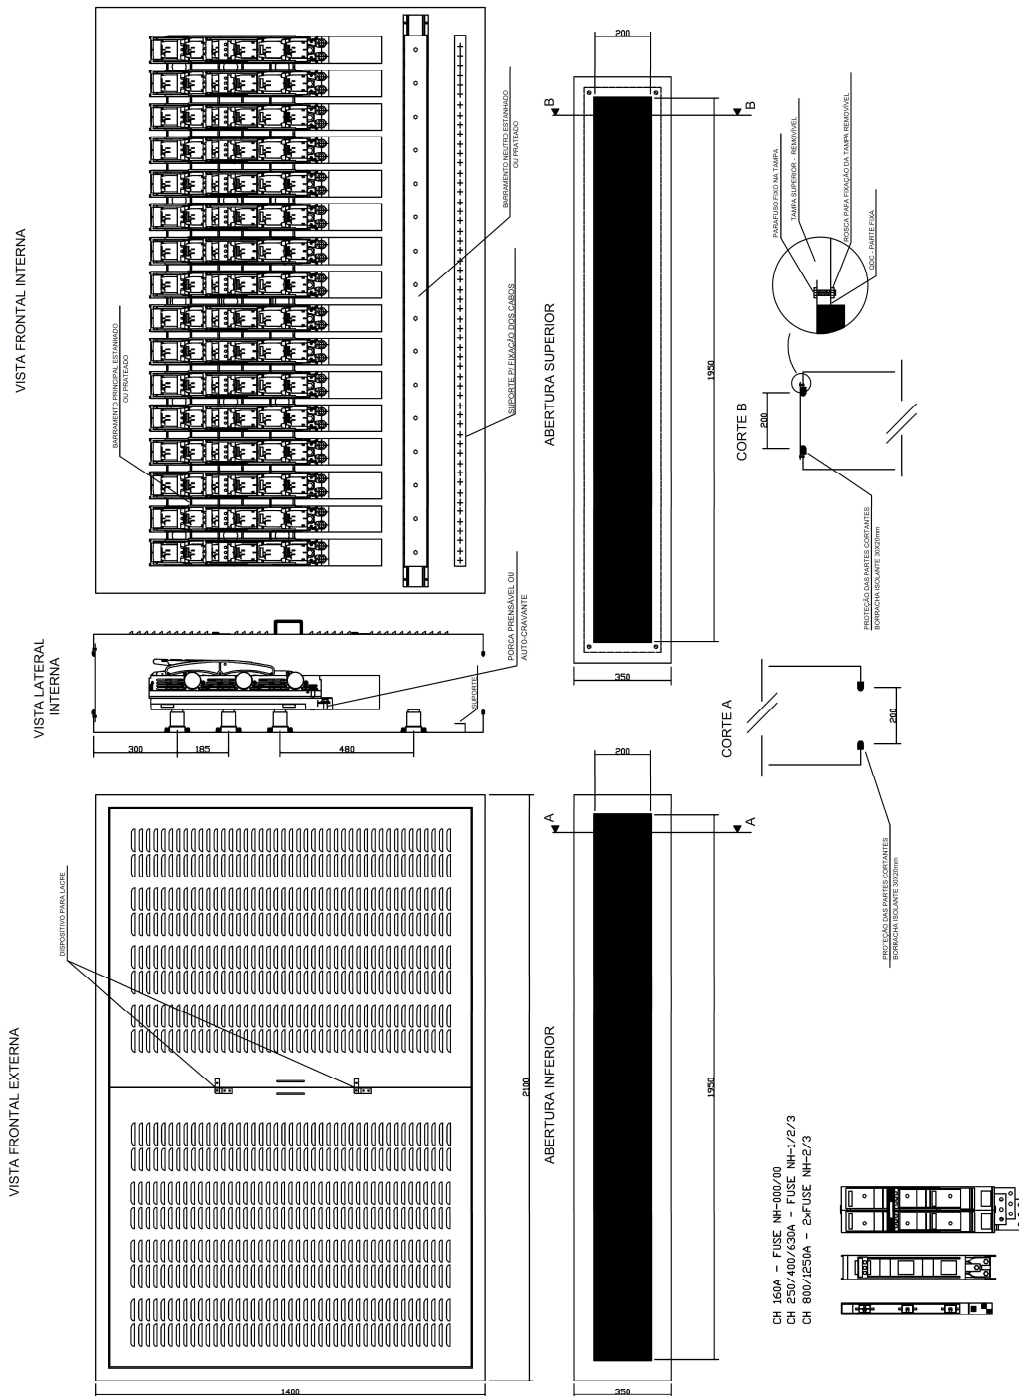 VISTA FRONTAL INTERNA
BARRAMENTO PRINCIPAL ESTANHADO
OU PRATEADO
BARRAMENTO NEUTRO ESTANHADO
OU PRATEADO
SUPORTE P/ FIXAÇÃO DOS CABOS
VISTA LATERAL
INTERNA
PORCA PRENSÁVEL OU
AUTO-CRAVANTE
SUPORTE
300
185
480
VISTA FRONTAL EXTERNA
DISPOSITIVO PARA LACRE
2100
1400
ABERTURA SUPERIOR
200
B
B
1950
350
ABERTURA INFERIOR
200
A
A
1950
350
CORTE B
200
PARAFUSO FIXO NA TAMPA
TAMPA SUPERIOR - REMOVÍVEL
ROSCA PARA FIXAÇÃO DA TAMPA REMOVÍVEL
QDC - PARTE FIXA
PROTEÇÃO DAS PARTES CORTANTES
BORRACHA ISOLANTE 30X20mm
CORTE A
200
PROTEÇÃO DAS PARTES CORTANTES
BORRACHA ISOLANTE 30X20mm
CH 160A - FUSE NH-000/00
CH 250/400/630A - FUSE NH-1/2/3
CH 800/1250A - 2xFUSE NH-2/3